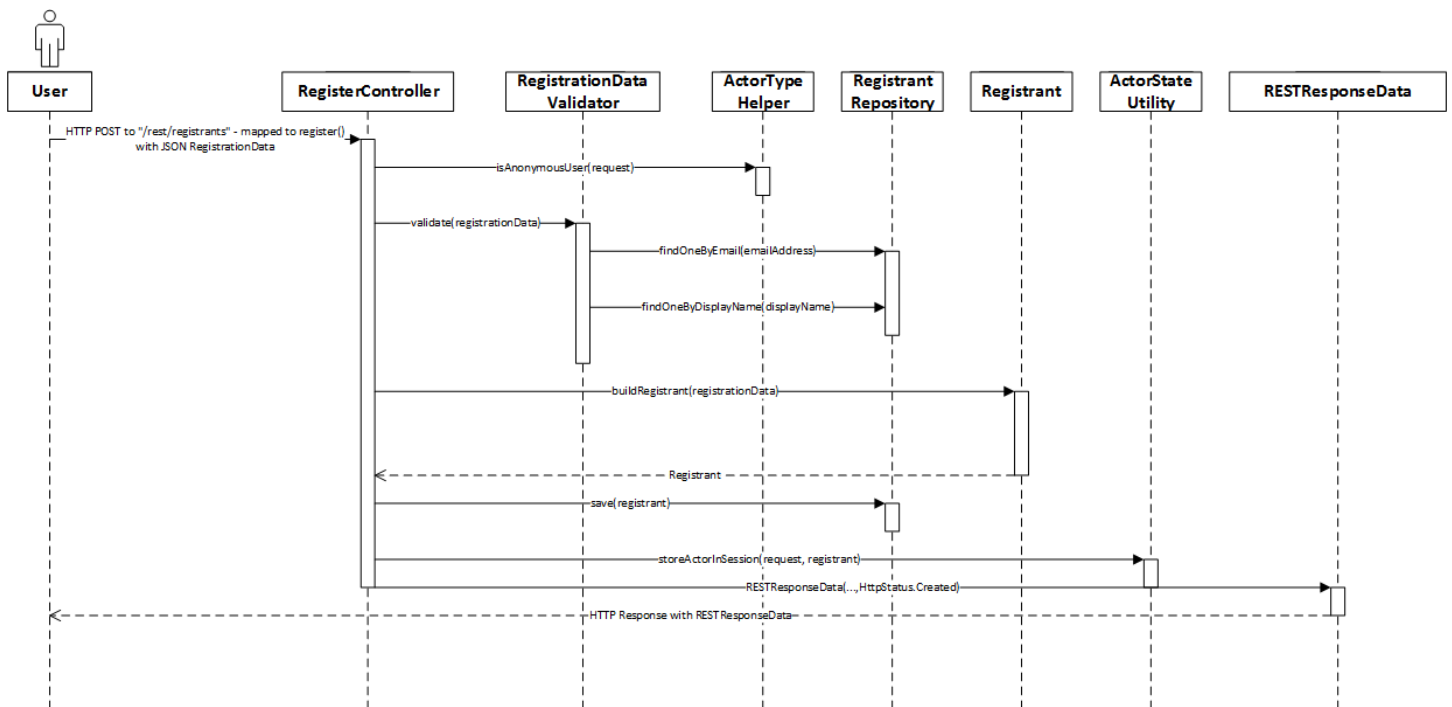 User
RegisterController
RegistrationData
Validator
ActorType
Helper
Registrant
Repository
Registrant
ActorState
Utility
RESTResponseData
HTTP POST to "/rest/registrants" - mapped to register()
with JSON RegistrationData
isAnonymousUser(request)
validate(registrationData)
findOneByEmail(emailAddress)
findOneByDisplayName(displayName)
buildRegistrant(registrationData)
Registrant
save(registrant)
storeActorInSession(request, registrant)
RESTResponseData(...,HttpStatus.Created)
HTTP Response with RESTResponseData